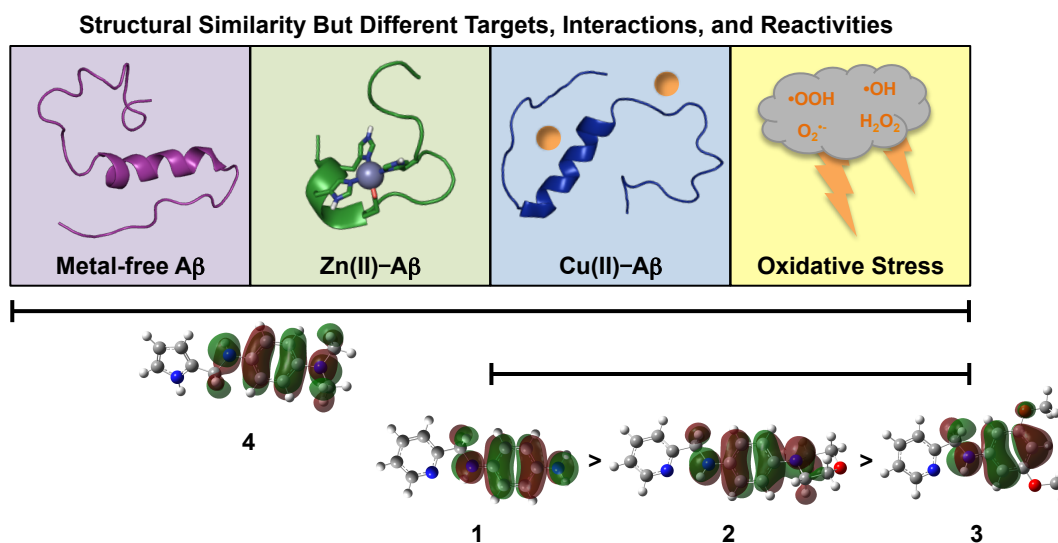 Structural Similarity But Different Targets, Interactions, and Reactivities
•OOH •OH
O₂•− H₂O₂
Metal-free Aβ Zn(II)−Aβ Cu(II)−Aβ Oxidative Stress
4
> >
1 2 3